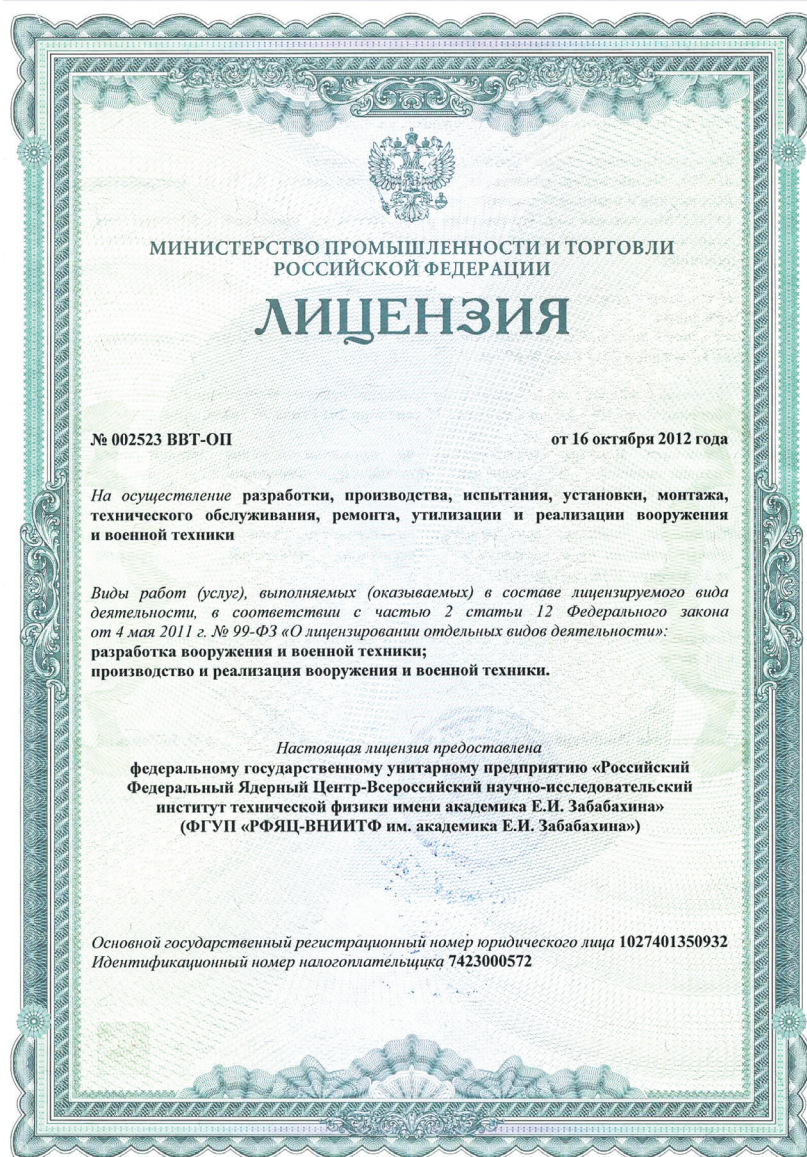 МИНИСТЕРСТВО ПРОМЫШЛЕННОСТИ И ТОРГОВЛИ
РОССИЙСКОЙ ФЕДЕРАЦИИ
ЛИЦЕНЗИЯ
№ 002523 ВВТ-ОП от 16 октября 2012 года
На осуществление разработки, производства, испытания, установки, монтажа,
технического обслуживания, ремонта, утилизации и реализации вооружения
и военной техники
Виды работ (услуг), выполняемых (оказываемых) в составе лицензируемого вида
деятельности, в соответствии с частью 2 статьи 12 Федерального закона
от 4 мая 2011 г. № 99-ФЗ «О лицензировании отдельных видов деятельности»:
разработка вооружения и военной техники;
производство и реализация вооружения и военной техники.
Настоящая лицензия предоставлена
федеральному государственному унитарному предприятию «Российский
Федеральный Ядерный Центр-Всероссийский научно-исследовательский
институт технической физики имени академика Е.И. Забабахина»
(ФГУП «РФЯЦ-ВНИИТФ им. академика Е.И. Забабахина»)
Основной государственный регистрационный номер юридического лица 1027401350932
Идентификационный номер налогоплательщика 7423000572